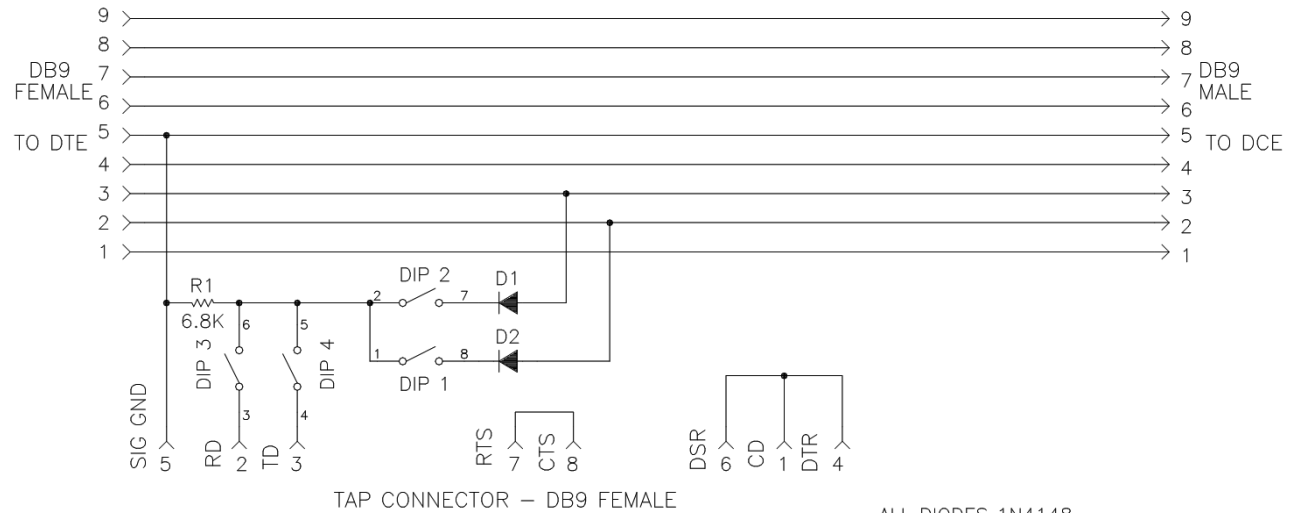 9
8
DB9
FEMALE
7
6
TO DTE
5
4
3
2
1
9
8
7
DB9
MALE
6
5
TO DCE
4
3
2
1
R1
6.8K
DIP 2
D1
2
7
6
5
DIP 3
DIP 4
D2
1
8
DIP 1
3
4
SIG GND
5
RD
2
TD
3
RTS
7
CTS
8
DSR
6
CD
1
DTR
4
TAP CONNECTOR – DB9 FEMALE
ALL DIODES 1N4148